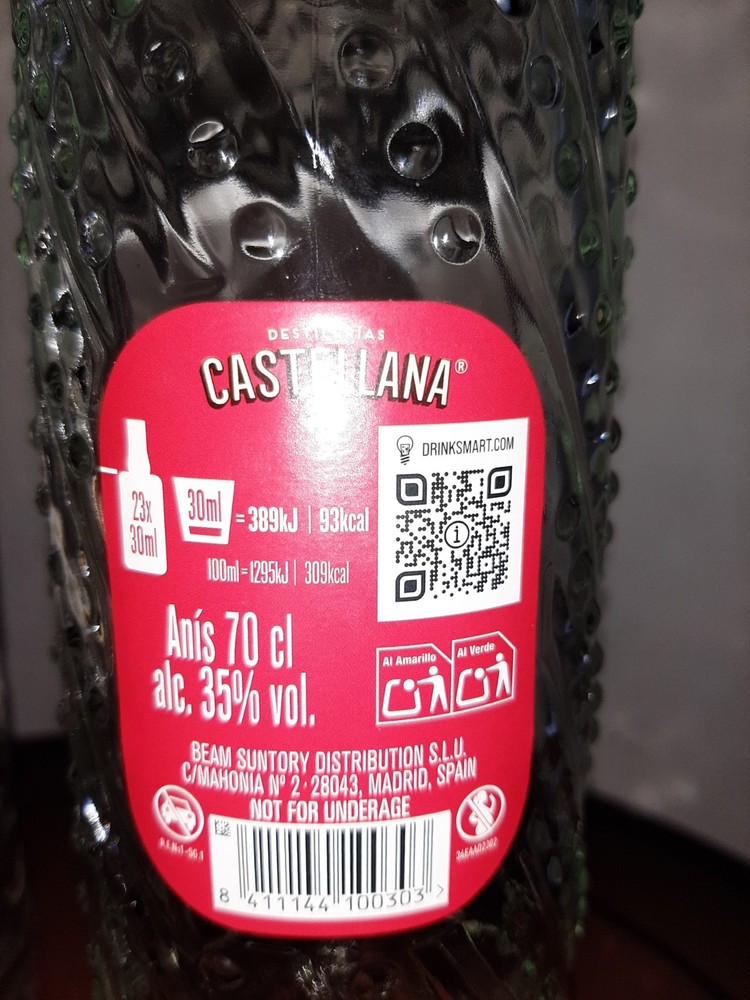 DESTILERÍAS
CASTELLANA®
DRINKSMART.COM
23x
30ml
30ml
= 389kJ | 93kcal
100ml = 1295kJ | 309kcal
Anís 70 cl
alc. 35% vol.
Al Amarillo
Al Verde
BEAM SUNTORY DISTRIBUTION S.L.U.
C/MAHONIA Nº 2 · 28043, MADRID, SPAIN
NOT FOR UNDERAGE
8 411144 100303 >